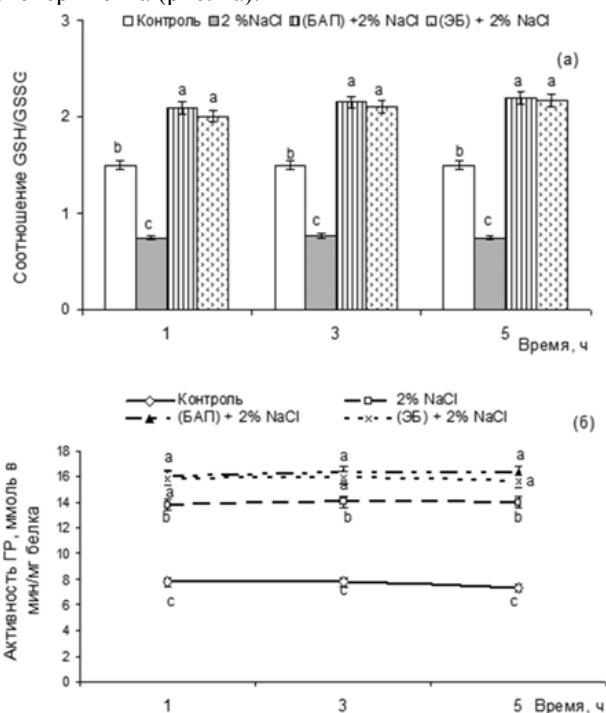 Контроль 2 %NaCl (БАП) +2% NaCl (ЭБ) + 2% NaCl
(а)
Соотношение GSH/GSSG
3
2
1
0
b c a a
b c a a
b c a a
1 3 5
Время, ч
Контроль 2% NaCl
(БАП) + 2% NaCl (ЭБ) + 2% NaCl
(б)
Активность ГР, ммоль в
мин/мг белка
18
16
14
12
10
8
6
4
2
0
a a a
a a a
b b b
c c c
1 3 5 Время, ч